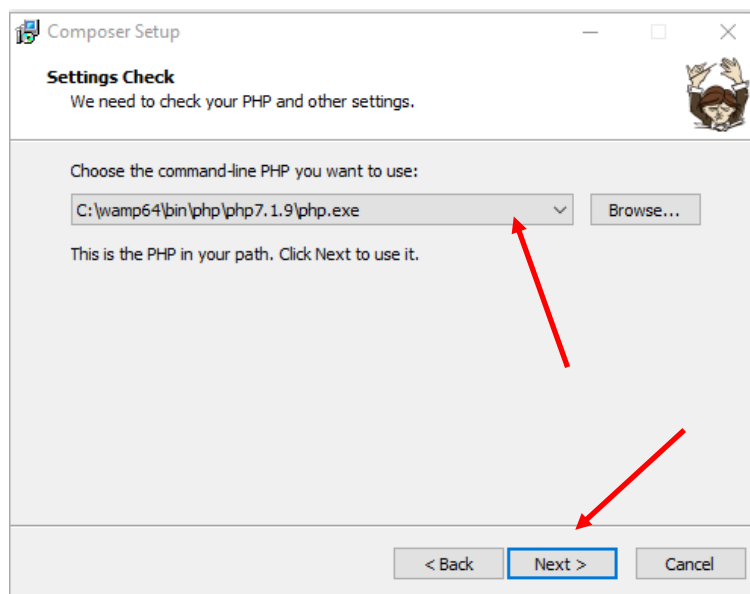 Composer Setup
Settings Check
We need to check your PHP and other settings.
Choose the command-line PHP you want to use:
C:\wamp64\bin\php\php7.1.9\php.exe
Browse...
This is the PHP in your path. Click Next to use it.
< Back
Next >
Cancel